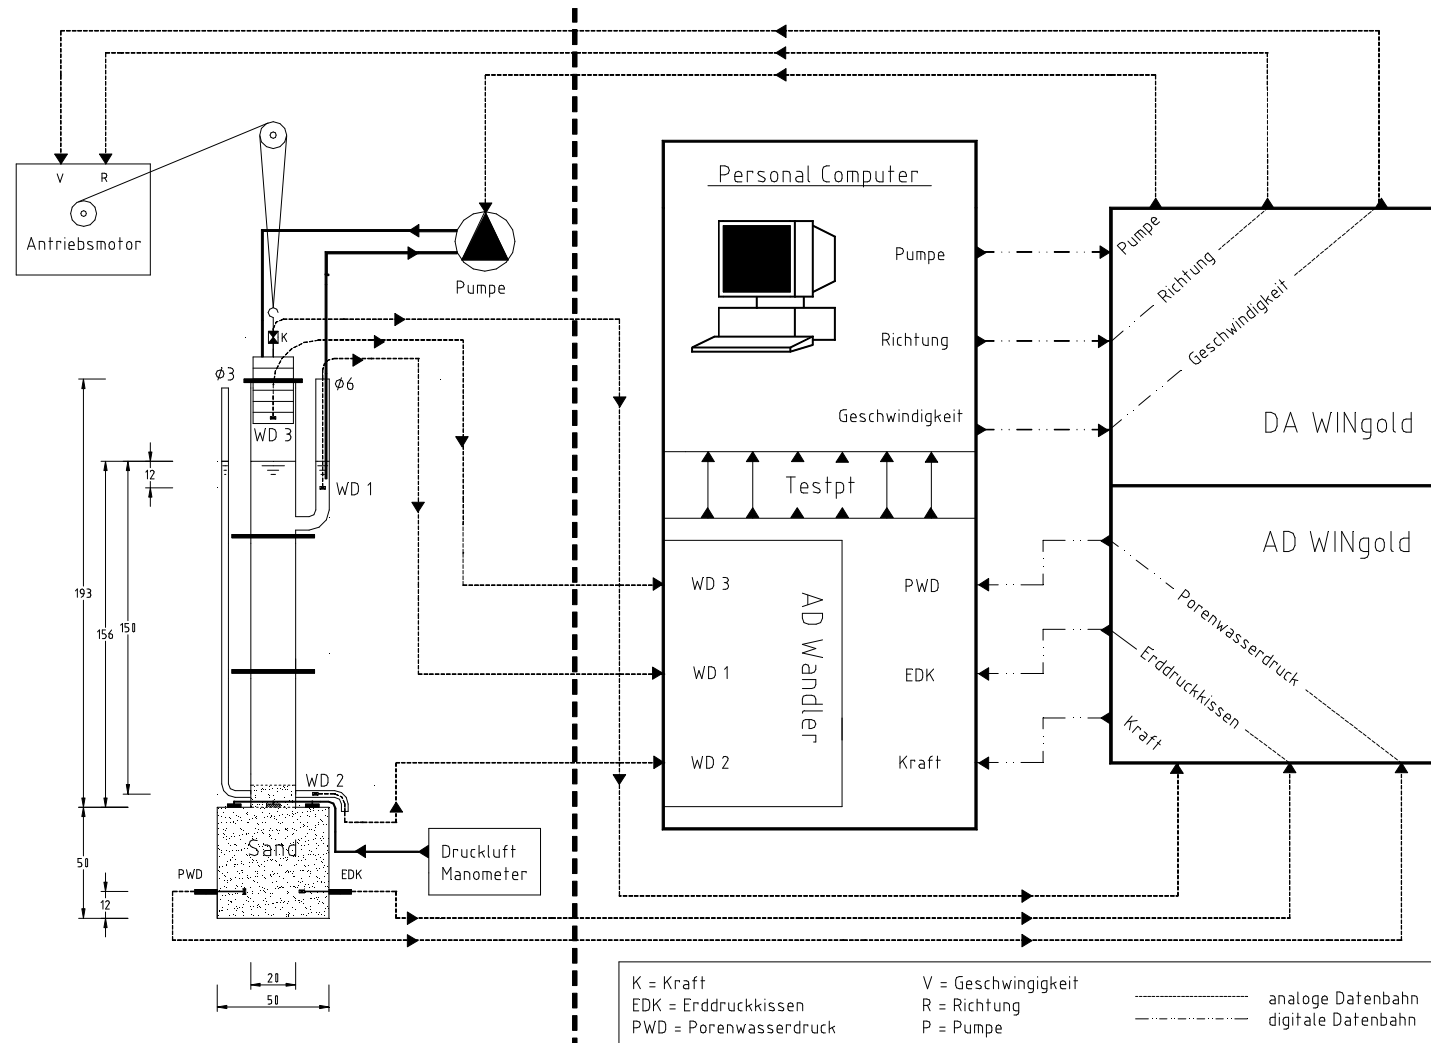 V
R
Antriebsmotor
Pumpe
K
Ø3
Ø6
WD 3
WD 1
12
193
156
150
WD 2
Sand
50
12
PWD
EDK
Druckluft
Manometer
20
50
Personal Computer
Pumpe
Richtung
Geschwindigkeit
Testpt
WD 3
WD 1
WD 2
AD Wandler
PWD
EDK
Kraft
Pumpe
Richtung
Geschwindigkeit
DA WINgold
AD WINgold
Porenwasserdruck
Erddruckkissen
Kraft
K = Kraft
EDK = Erddruckkissen
PWD = Porenwasserdruck
V = Geschwingigkeit
R = Richtung
P = Pumpe
analoge Datenbahn
digitale Datenbahn